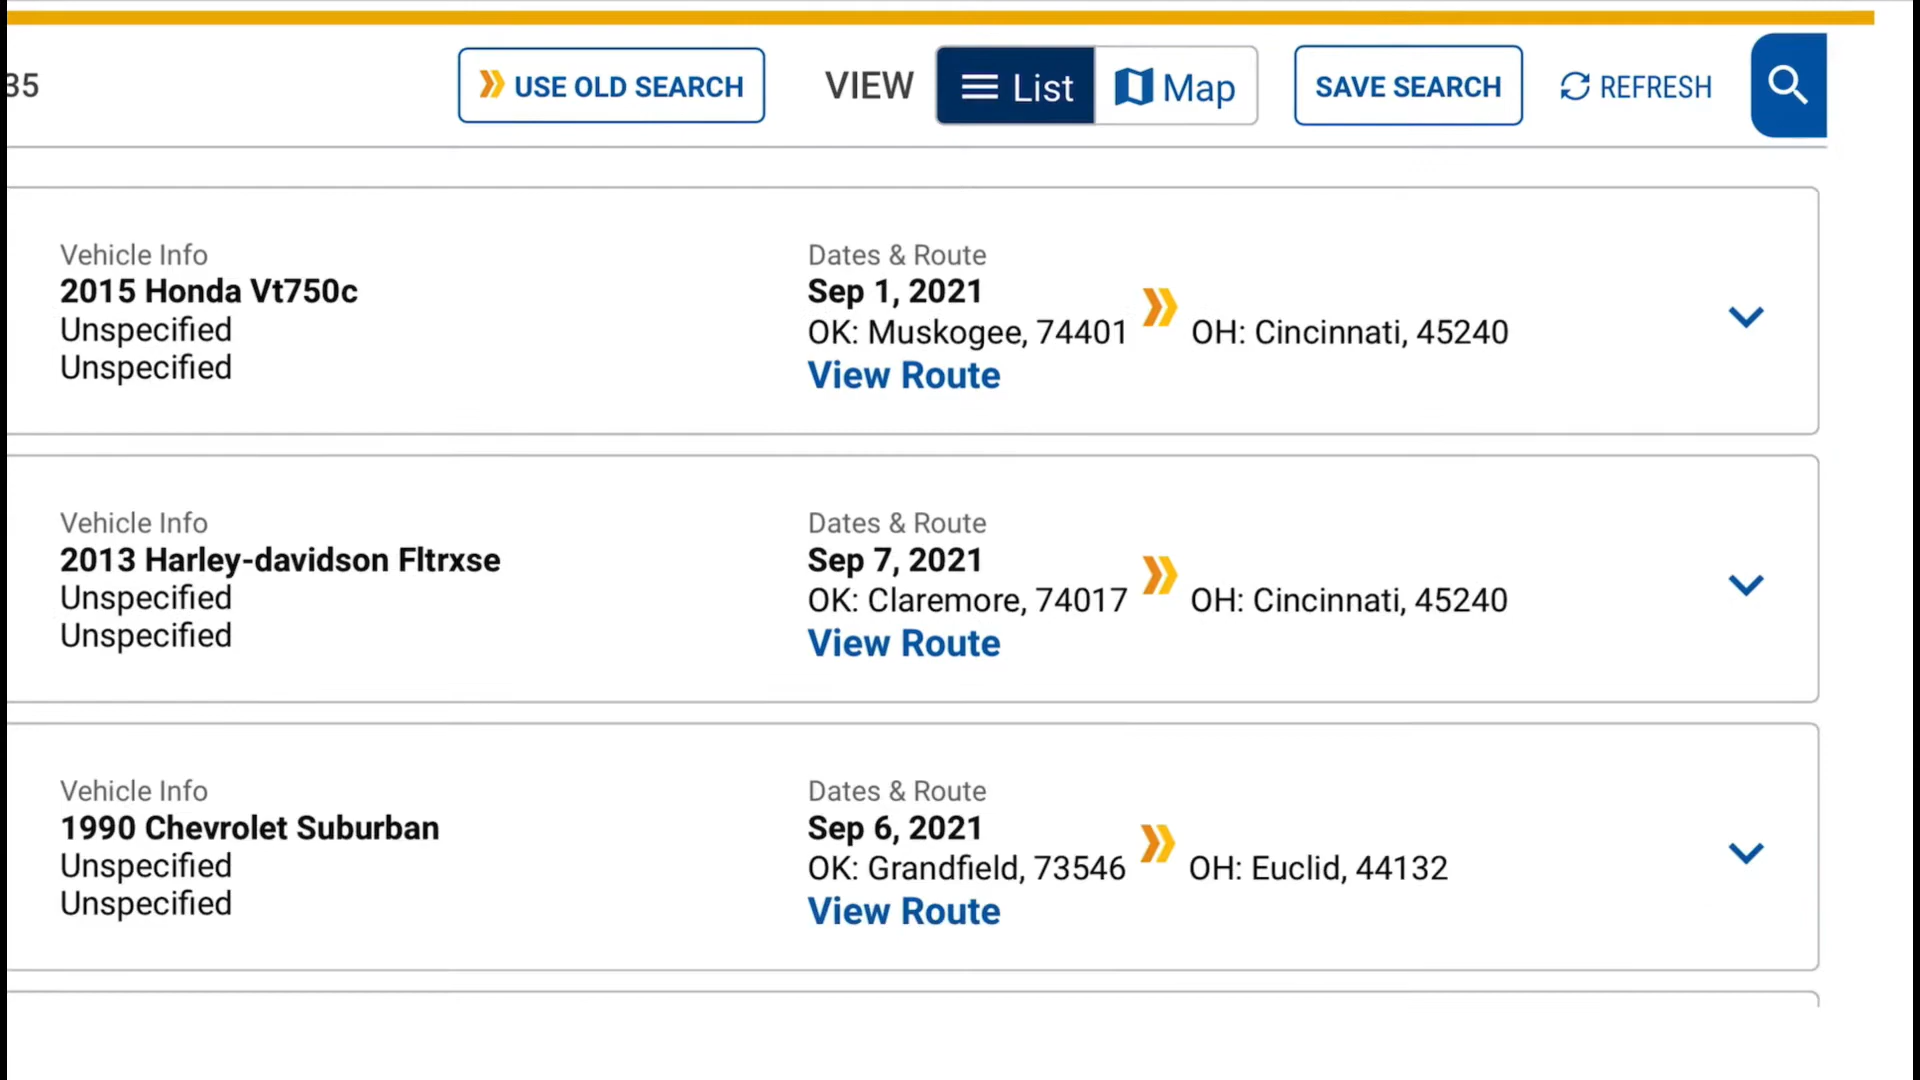 35
USE OLD SEARCH
VIEW
List
Map
SAVE SEARCH
REFRESH
Vehicle Info
2015 Honda Vt750c
Unspecified
Unspecified
Dates & Route
Sep 1, 2021
OK: Muskogee, 74401
OH: Cincinnati, 45240
View Route
Vehicle Info
2013 Harley-davidson Fltrxse
Unspecified
Unspecified
Dates & Route
Sep 7, 2021
OK: Claremore, 74017
OH: Cincinnati, 45240
View Route
Vehicle Info
1990 Chevrolet Suburban
Unspecified
Unspecified
Dates & Route
Sep 6, 2021
OK: Grandfield, 73546
OH: Euclid, 44132
View Route